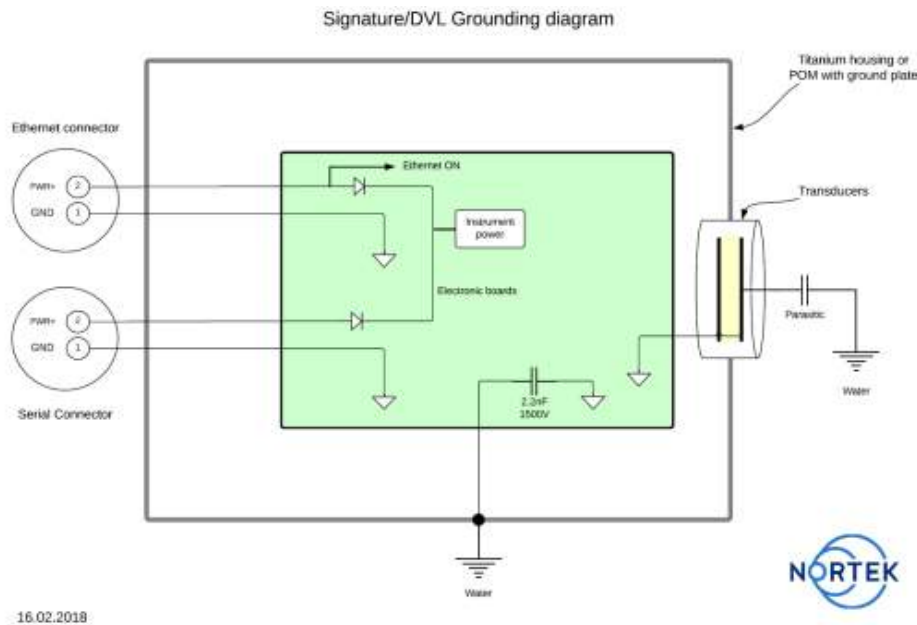 Signature/DVL Grounding diagram
Titanium housing or
POM with ground plate
Ethernet connector
Ethernet ON
PWR+ 2
GND 1
Instrument
power
Transducers
Electronic boards
PWR+ 2
GND 1
Parasitic
2.2nF
1500V
Water
Serial Connector
Water
NORTEK
16.02.2018